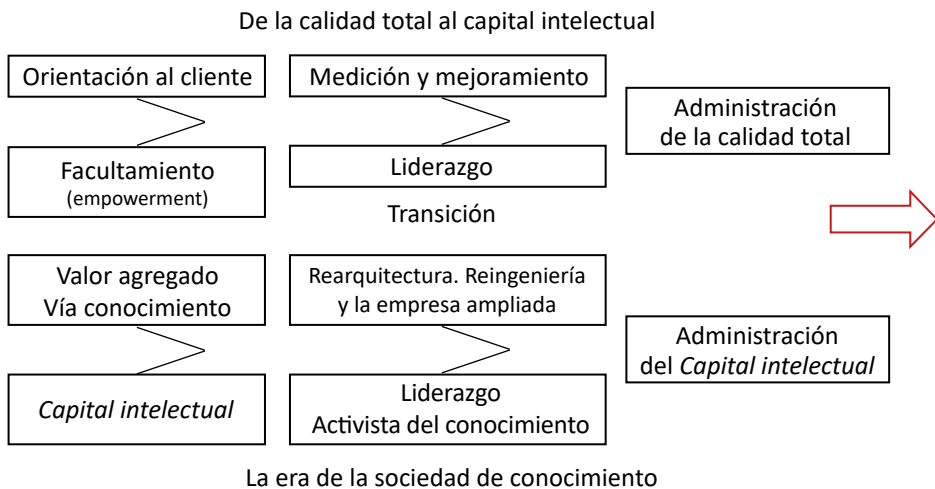 De la calidad total al capital intelectual
Orientación al cliente
Medición y mejoramiento
Administración
de la calidad total
Facultamiento
(empowerment)
Liderazgo
Transición
Valor agregado
Vía conocimiento
Rearquitectura. Reingeniería
y la empresa ampliada
Administración
del Capital intelectual
Capital intelectual
Liderazgo
Activista del conocimiento
La era de la sociedad de conocimiento